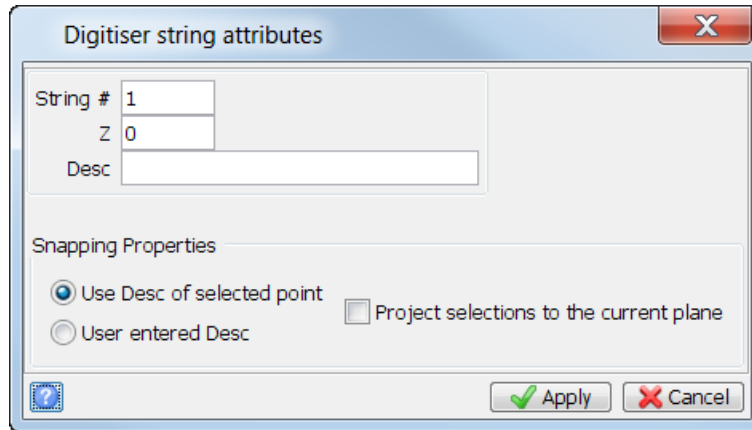 Digitiser string attributes
String # 1
Z 0
Desc
Snapping Properties
Use Desc of selected point
Project selections to the current plane
User entered Desc
? Apply Cancel